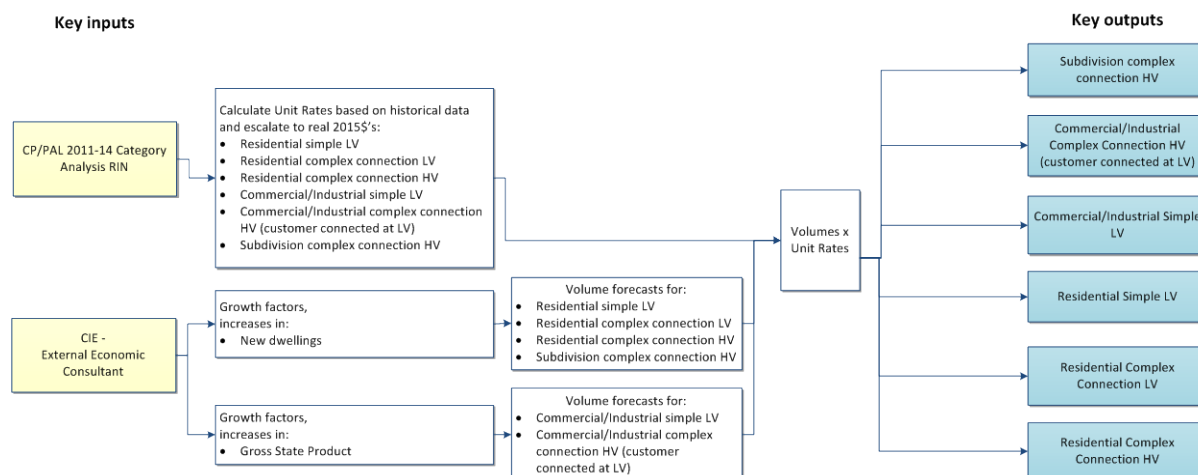 Key inputs
Key outputs
CP/PAL 2011-14 Category
Analysis RIN
Calculate Unit Rates based on historical data
and escalate to real 2015$'s:
• Residential simple LV
• Residential complex connection LV
• Residential complex connection HV
• Commercial/Industrial simple LV
• Commercial/Industrial complex connection
HV (customer connected at LV)
• Subdivision complex connection HV
CIE -
External Economic
Consultant
Growth factors,
increases in:
• New dwellings
Volume forecasts for:
• Residential simple LV
• Residential complex connection LV
• Residential complex connection HV
• Subdivision complex connection HV
Growth factors,
increases in:
• Gross State Product
Volume forecasts for:
• Commercial/Industrial simple LV
• Commercial/Industrial complex
connection HV (customer
connected at LV)
Volumes x
Unit Rates
Subdivision complex
connection HV
Commercial/Industrial
Complex Connection HV
(customer connected at LV)
Commercial/Industrial Simple
LV
Residential Simple LV
Residential Complex
Connection LV
Residential Complex
Connection HV